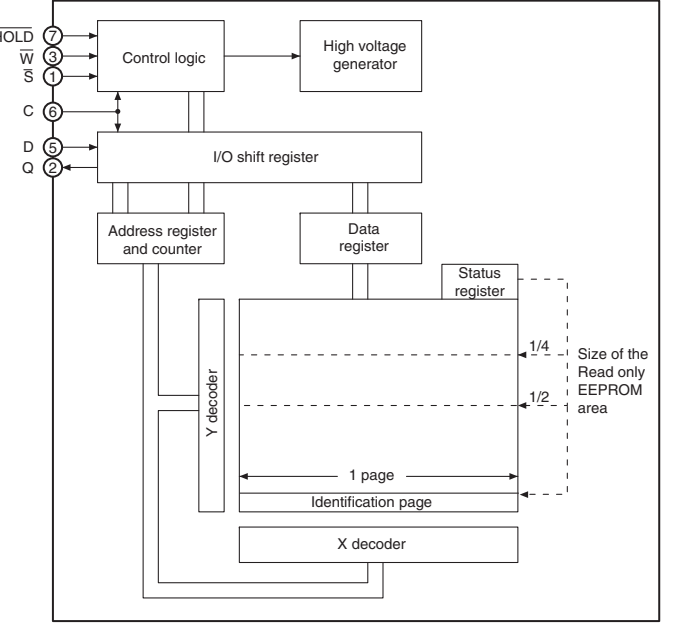 HOLD 7
W 3
S 1
C 6
D 5
Q 2
Control logic
High voltage
generator
I/O shift register
Address register
and counter
Data
register
Status
register
Y decoder
1/4
1/2
Size of the
Read only
EEPROM
area
1 page
Identification page
X decoder